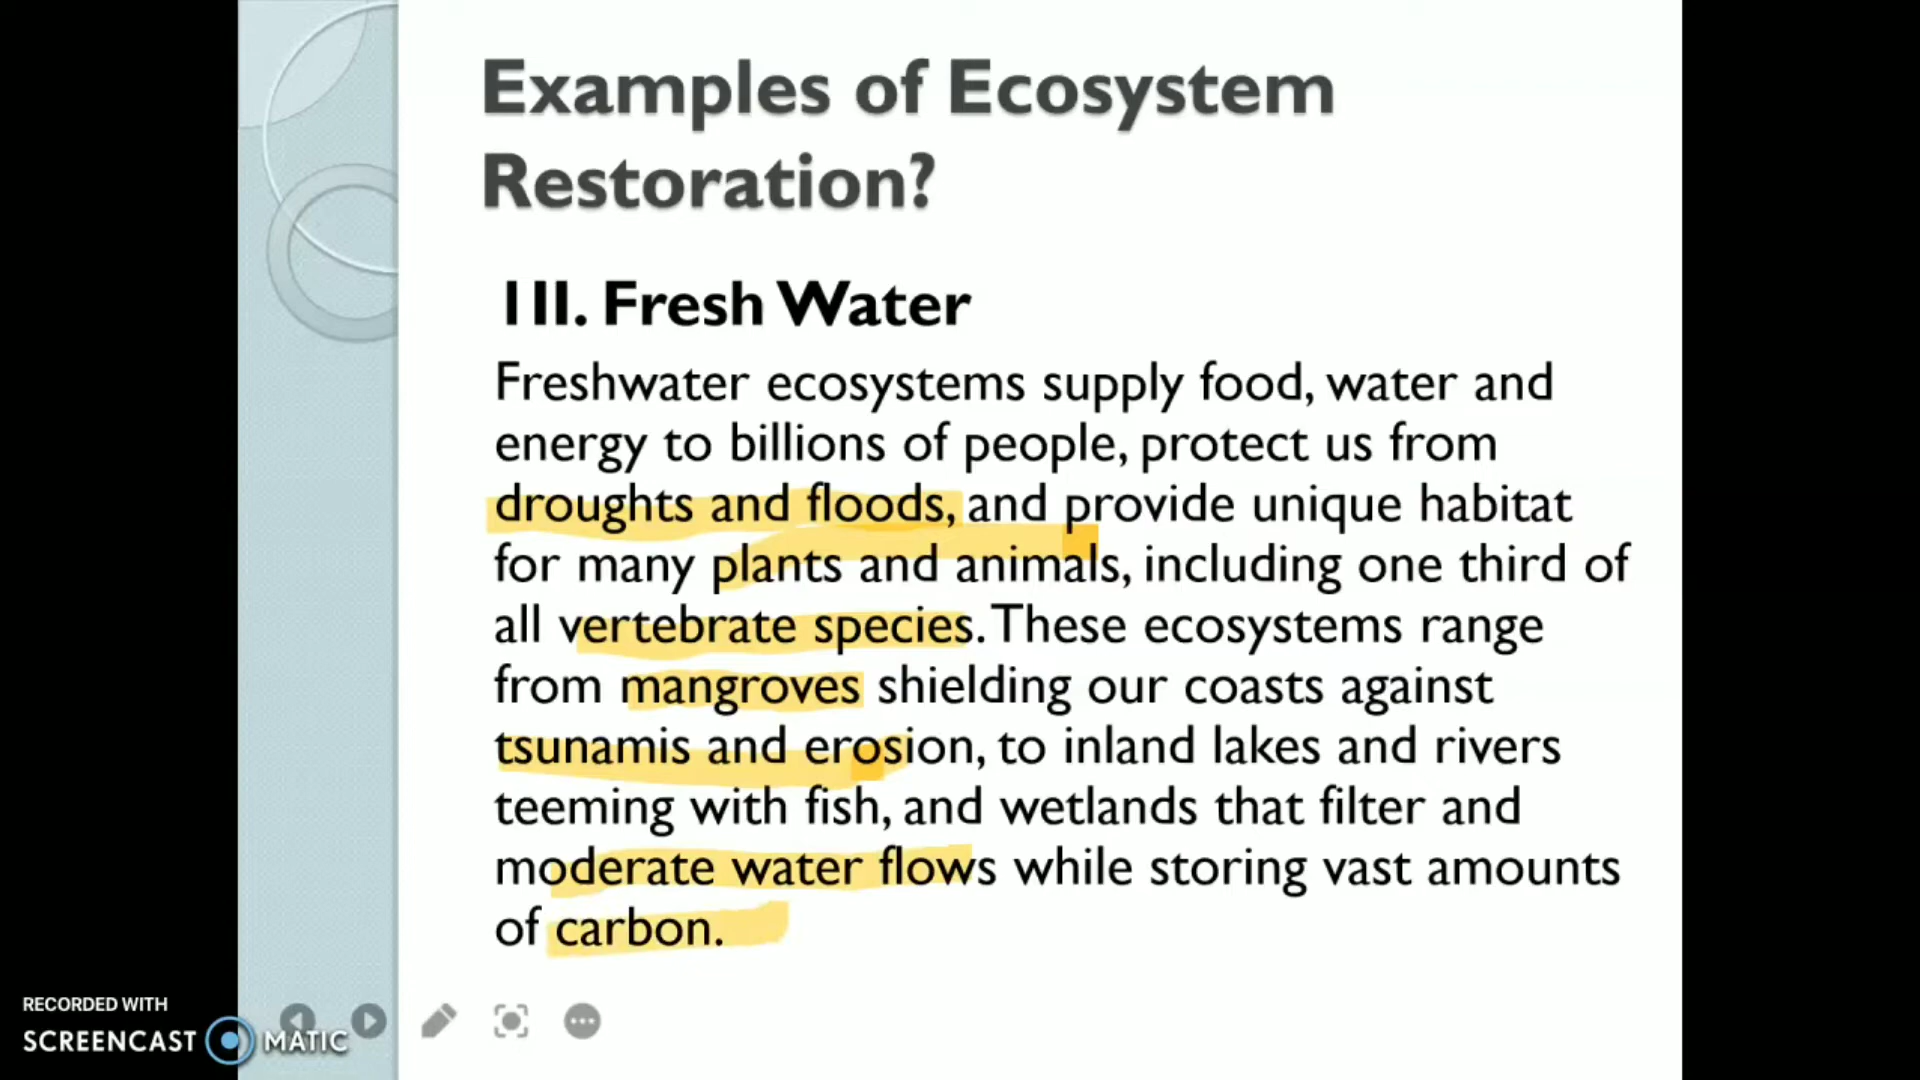 Examples of Ecosystem
Restoration?
III. Fresh Water
Freshwater ecosystems supply food, water and
energy to billions of people, protect us from
droughts and floods, and provide unique habitat
for many plants and animals, including one third of
all vertebrate species. These ecosystems range
from mangroves shielding our coasts against
tsunamis and erosion, to inland lakes and rivers
teeming with fish, and wetlands that filter and
moderate water flows while storing vast amounts
of carbon.
RECORDED WITH
SCREENCAST MATIC